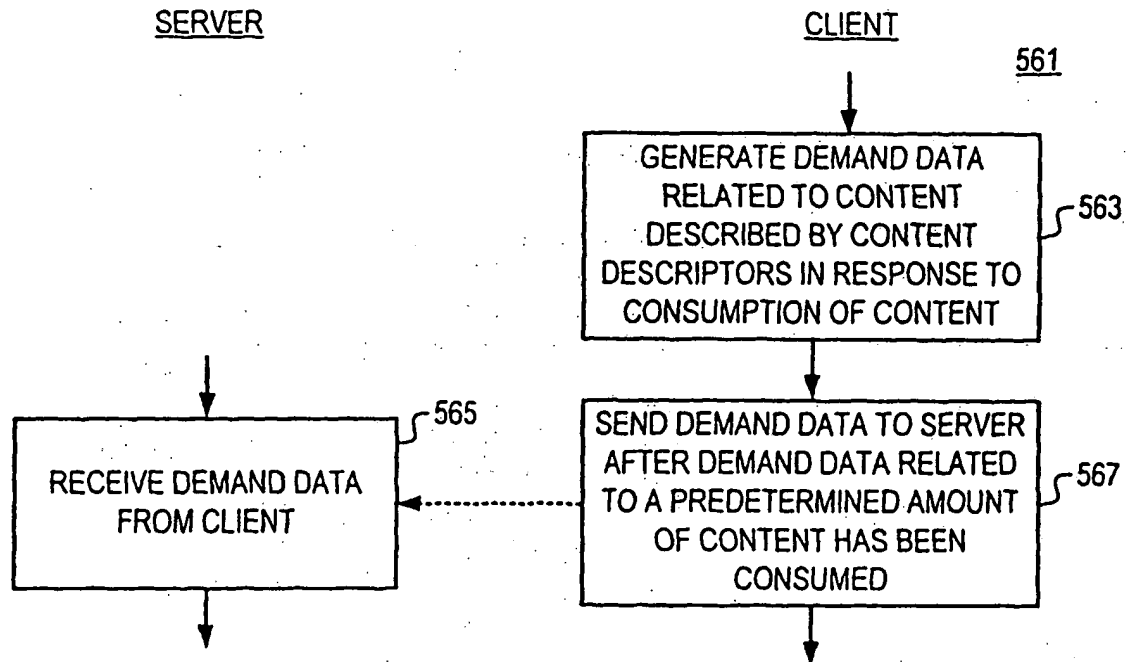 SERVER
CLIENT
561
GENERATE DEMAND DATA
RELATED TO CONTENT
DESCRIBED BY CONTENT
DESCRIPTORS IN RESPONSE TO
CONSUMPTION OF CONTENT
563
565
RECEIVE DEMAND DATA
FROM CLIENT
SEND DEMAND DATA TO SERVER
AFTER DEMAND DATA RELATED
TO A PREDETERMINED AMOUNT
OF CONTENT HAS BEEN
CONSUMED
567